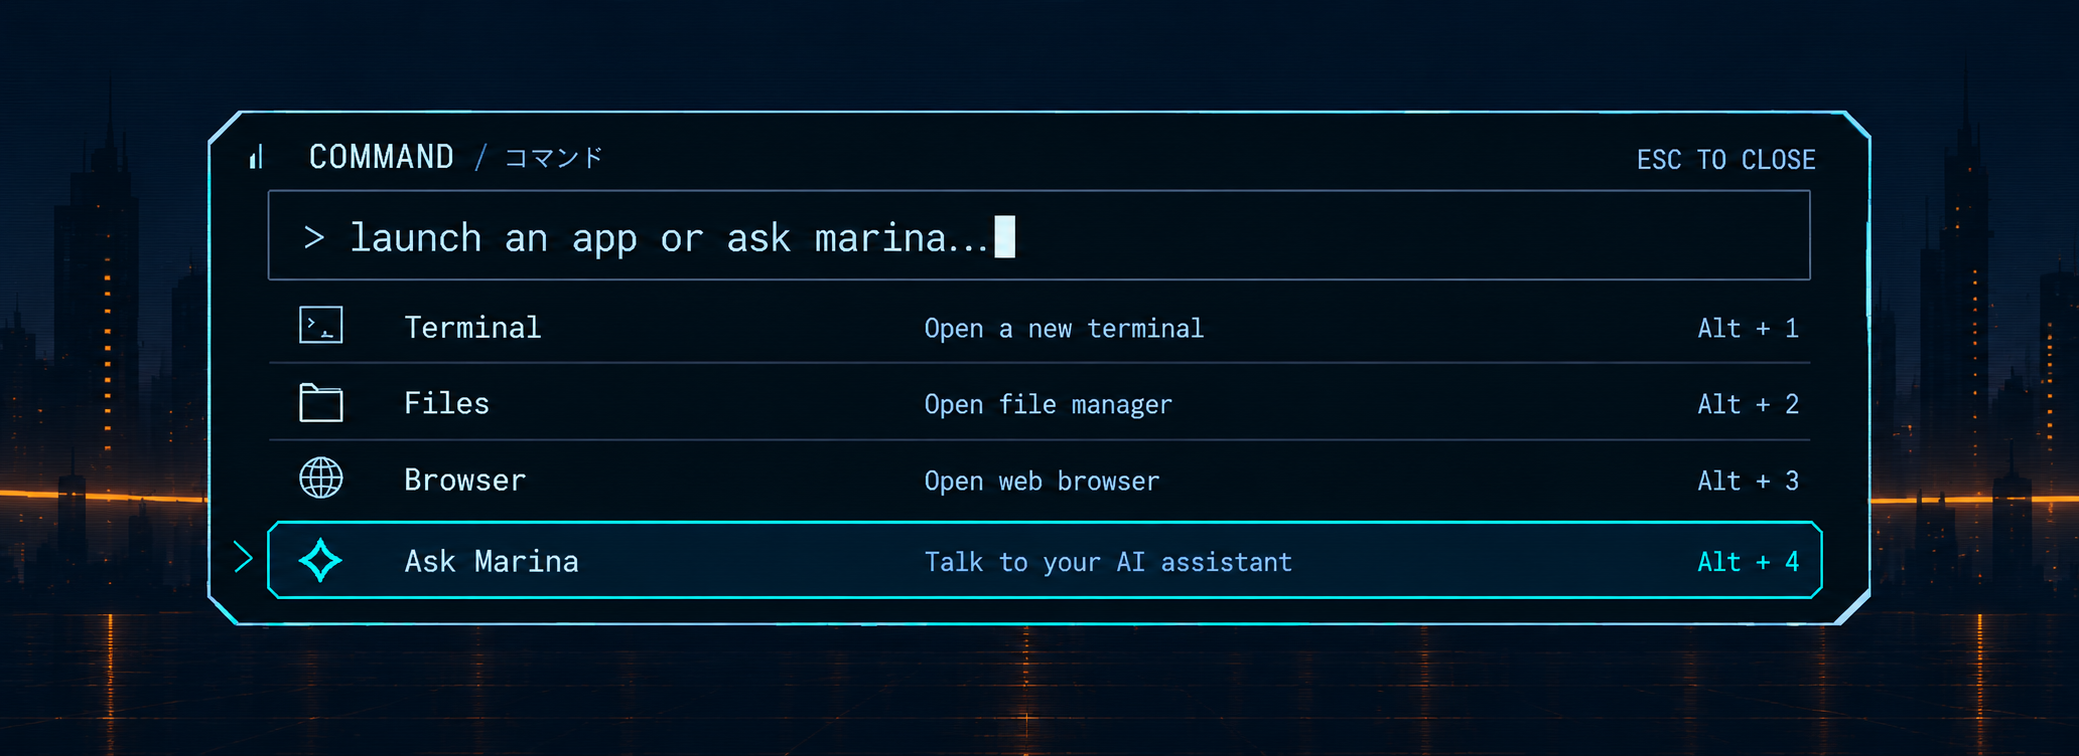 COMMAND / コマンド ESC TO CLOSE
> launch an app or ask marina...
Terminal Open a new terminal Alt + 1
Files Open file manager Alt + 2
Browser Open web browser Alt + 3
Ask Marina Talk to your AI assistant Alt + 4